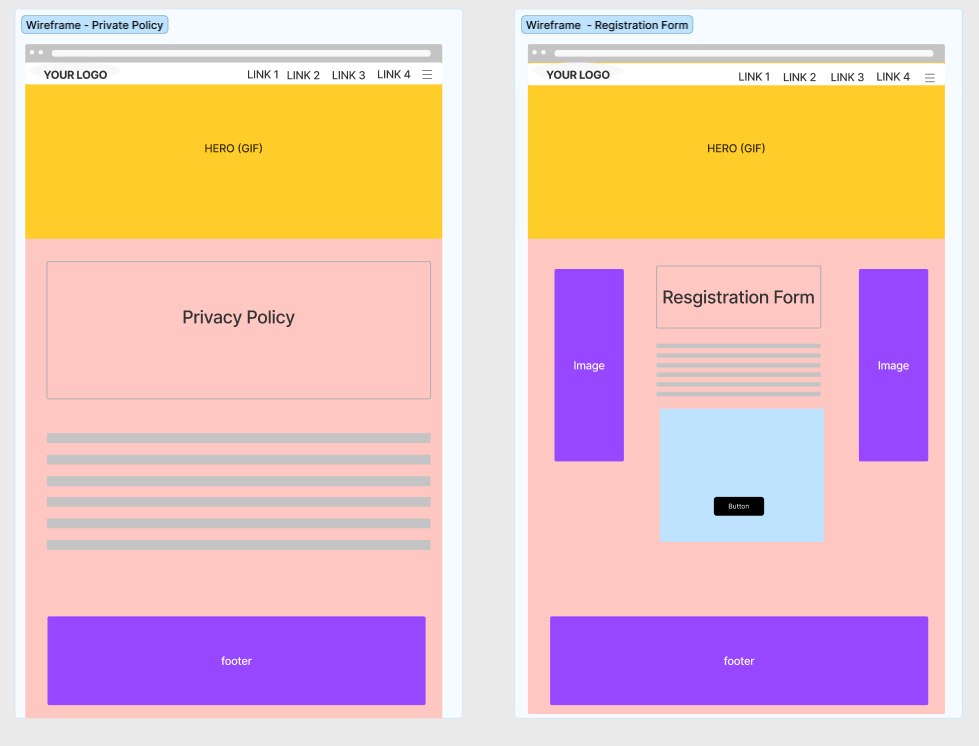 Wireframe - Private Policy
YOUR LOGO
LINK 1 LINK 2 LINK 3 LINK 4
HERO (GIF)
Privacy Policy
footer
Wireframe - Registration Form
YOUR LOGO
LINK 1 LINK 2 LINK 3 LINK 4
HERO (GIF)
Resgistration Form
Image
Image
Button
footer